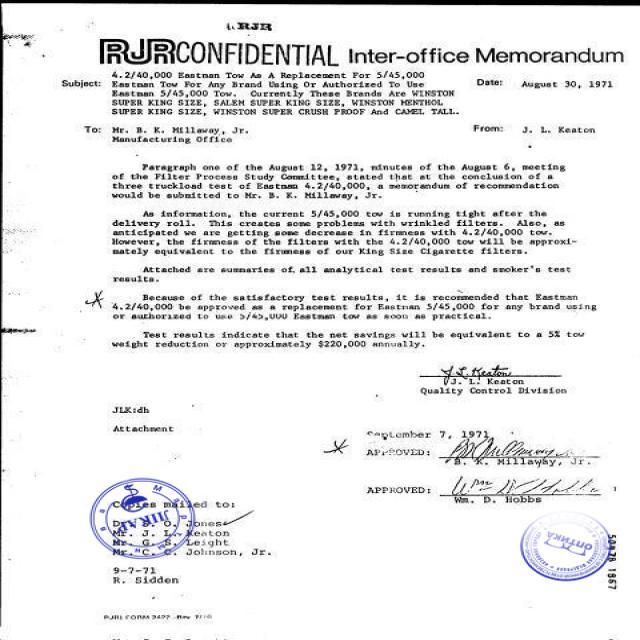 RJR
RJR CONFIDENTIAL Inter-office Memorandum
Subject: 4.2/40,000 Eastman Tow As A Replacement For 5/45,000
Eastman Tow For Any Brand Using Or Authorized To Use
Eastman 5/45,000 Tow. Currently These Brands Are WINSTON
SUPER KING SIZE, SALEM SUPER KING SIZE, WINSTON MENTHOL
SUPER KING SIZE, WINSTON SUPER CRUSH PROOF And CAMEL TALL.
Date: August 30, 1971
To: Mr. B. K. Millaway, Jr.
Manufacturing Office
From: J. L. Keaton
Paragraph one of the August 12, 1971, minutes of the August 6, meeting
of the Filter Process Study Committee, stated that at the conclusion of a
three truckload test of Eastman 4.2/40,000, a memorandum of recommendation
would be submitted to Mr. B. K. Millaway, Jr.
As information, the current 5/45,000 tow is running tight after the
delivery roll. This creates some problems with wrinkled filters. Also, as
anticipated we are getting some decrease in firmness with 4.2/40,000 tow.
However, the firmness of the filters with the 4.2/40,000 tow will be approxi-
mately equivalent to the firmness of our King Size Cigarette filters.
Attached are summaries of all analytical test results and smoker's test
results.
Because of the satisfactory test results, it is recommended that Eastman
4.2/40,000 be approved as a replacement for Eastman 5/45,000 for any brand using
or authorized to use 5/45,000 Eastman tow as soon as practical.
Test results indicate that the net savings will be equivalent to a 5% tow
weight reduction or approximately $220,000 annually.
J. L. Keaton
J. L. Keaton
Quality Control Division
JLK:dh
Attachment
September 7, 1971
APPROVED:
B. K. Millaway, Jr.
APPROVED: Wm D Hobbs
Wm. D. Hobbs
Copies mailed to:
Dr. S. O. Jones
Mr. J. L. Keaton
Mr. G. S. Leight
Mr. C. C. Johnson, Jr.
9-7-71
R. Sidden
ЛІКАР
ОПТИКА
50478 1867
RJRI FORM 2422 -Rev 7/70